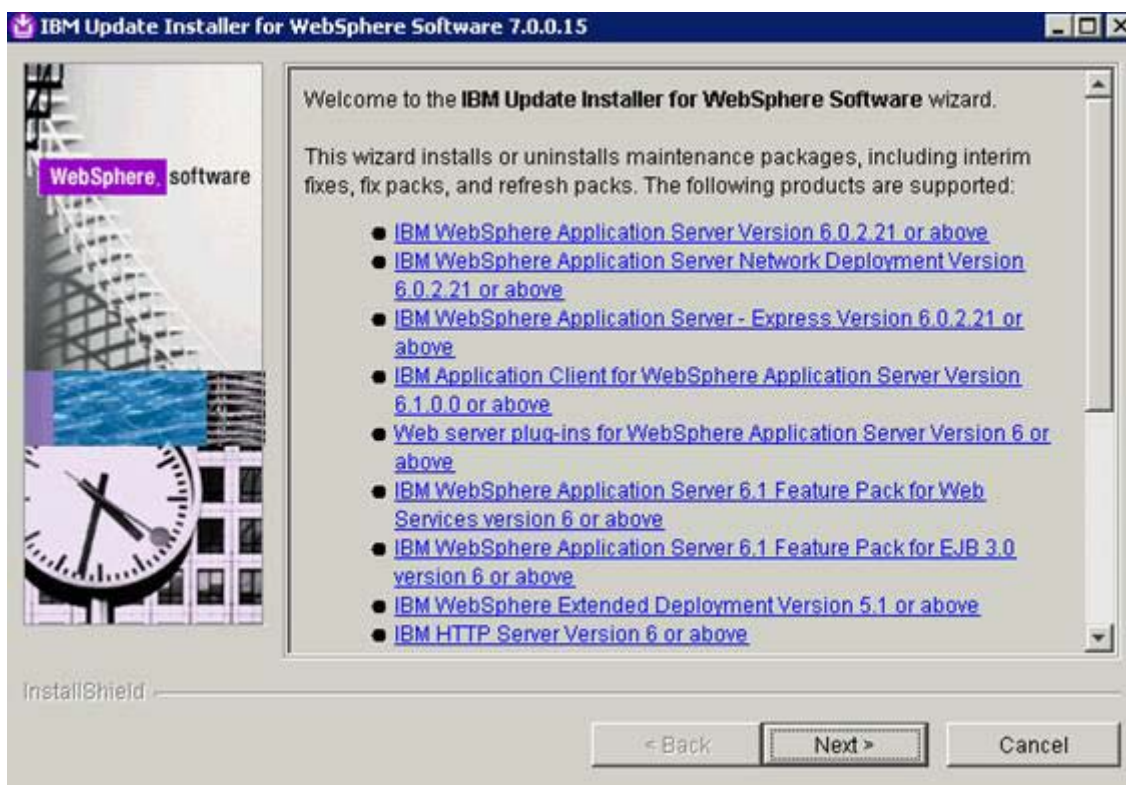 IBM Update Installer for WebSphere Software 7.0.0.15
WebSphere. software
Welcome to the IBM Update Installer for WebSphere Software wizard.
This wizard installs or uninstalls maintenance packages, including interim
fixes, fix packs, and refresh packs. The following products are supported:
IBM WebSphere Application Server Version 6.0.2.21 or above
IBM WebSphere Application Server Network Deployment Version
6.0.2.21 or above
IBM WebSphere Application Server - Express Version 6.0.2.21 or
above
IBM Application Client for WebSphere Application Server Version
6.1.0.0 or above
Web server plug-ins for WebSphere Application Server Version 6 or
above
IBM WebSphere Application Server 6.1 Feature Pack for Web
Services version 6 or above
IBM WebSphere Application Server 6.1 Feature Pack for EJB 3.0
version 6 or above
IBM WebSphere Extended Deployment Version 5.1 or above
IBM HTTP Server Version 6 or above
InstallShield
< Back
Next >
Cancel